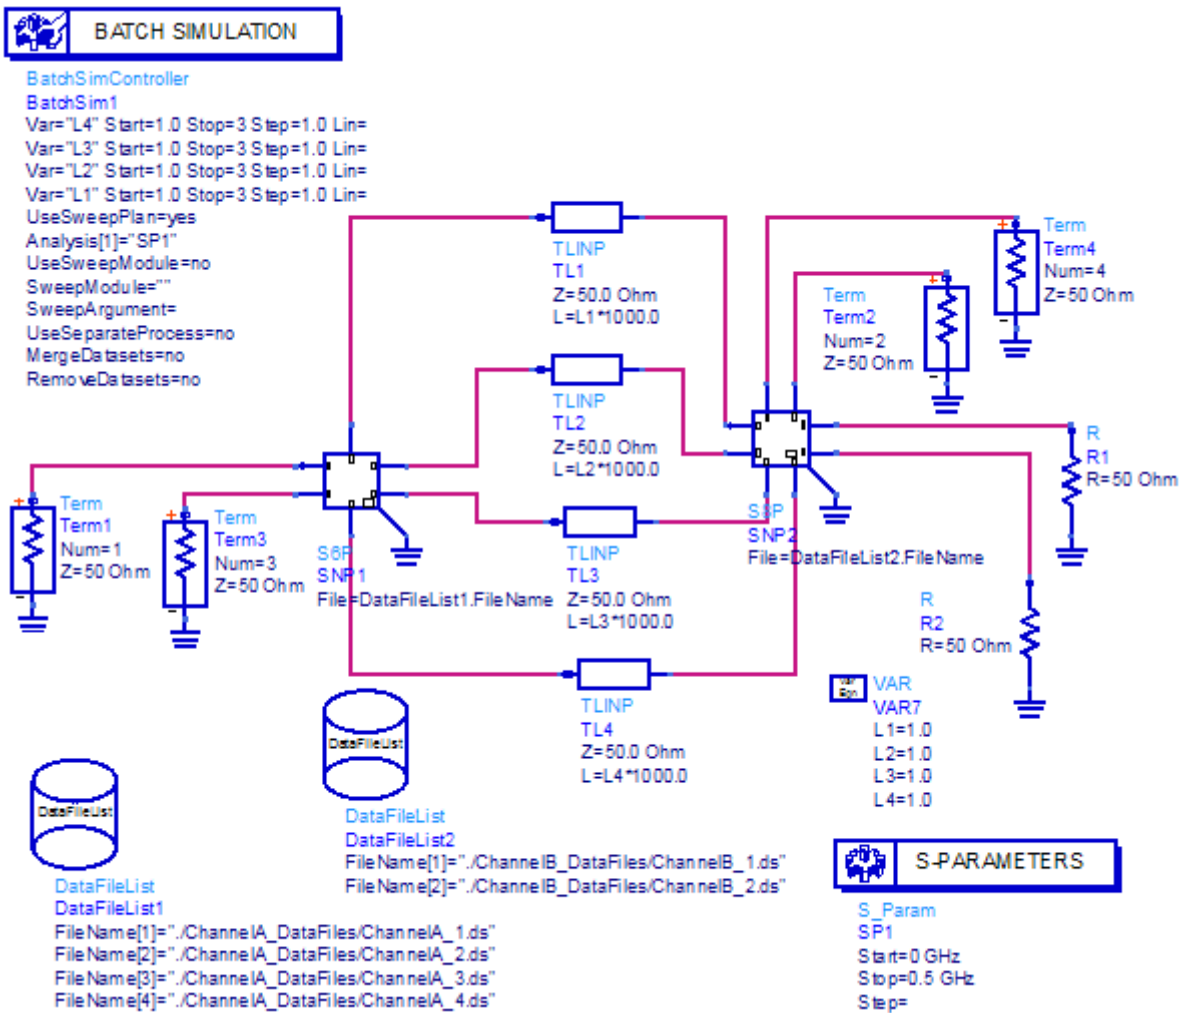 BATCH SIMULATION
BatchSimController
BatchSim1
Var="L4" Start=1.0 Stop=3 Step=1.0 Lin=
Var="L3" Start=1.0 Stop=3 Step=1.0 Lin=
Var="L2" Start=1.0 Stop=3 Step=1.0 Lin=
Var="L1" Start=1.0 Stop=3 Step=1.0 Lin=
UseSweepPlan=yes
Analysis[1]="SP1"
UseSweepModule=no
SweepModule=""
SweepArgument=
UseSeparateProcess=no
MergeDatasets=no
RemoveDatasets=no
TLINP
TL1
Z=50.0 Ohm
L=L1*1000.0
TLINP
TL2
Z=50.0 Ohm
L=L2*1000.0
TLINP
TL3
Z=50.0 Ohm
L=L3*1000.0
TLINP
TL4
Z=50.0 Ohm
L=L4*1000.0
Term
Term4
Num=4
Z=50 Ohm
Term
Term2
Num=2
Z=50 Ohm
R
R1
R=50 Ohm
R
R2
R=50 Ohm
Term
Term1
Num=1
Z=50 Ohm
Term
Term3
Num=3
Z=50 Ohm
S6P
SNP1
File=DataFileList1.FileName
SNP2
File=DataFileList2.FileName
Var
Eqn
VAR
VAR7
L1=1.0
L2=1.0
L3=1.0
L4=1.0
DataFileList
DataFileList
DataFileList2
FileName[1]="./ChannelB_DataFiles/ChannelB_1.ds"
FileName[2]="./ChannelB_DataFiles/ChannelB_2.ds"
DataFileList
DataFileList
DataFileList1
FileName[1]="./ChannelA_DataFiles/ChannelA_1.ds"
FileName[2]="./ChannelA_DataFiles/ChannelA_2.ds"
FileName[3]="./ChannelA_DataFiles/ChannelA_3.ds"
FileName[4]="./ChannelA_DataFiles/ChannelA_4.ds"
S-PARAMETERS
S_Param
SP1
Start=0 GHz
Stop=0.5 GHz
Step=